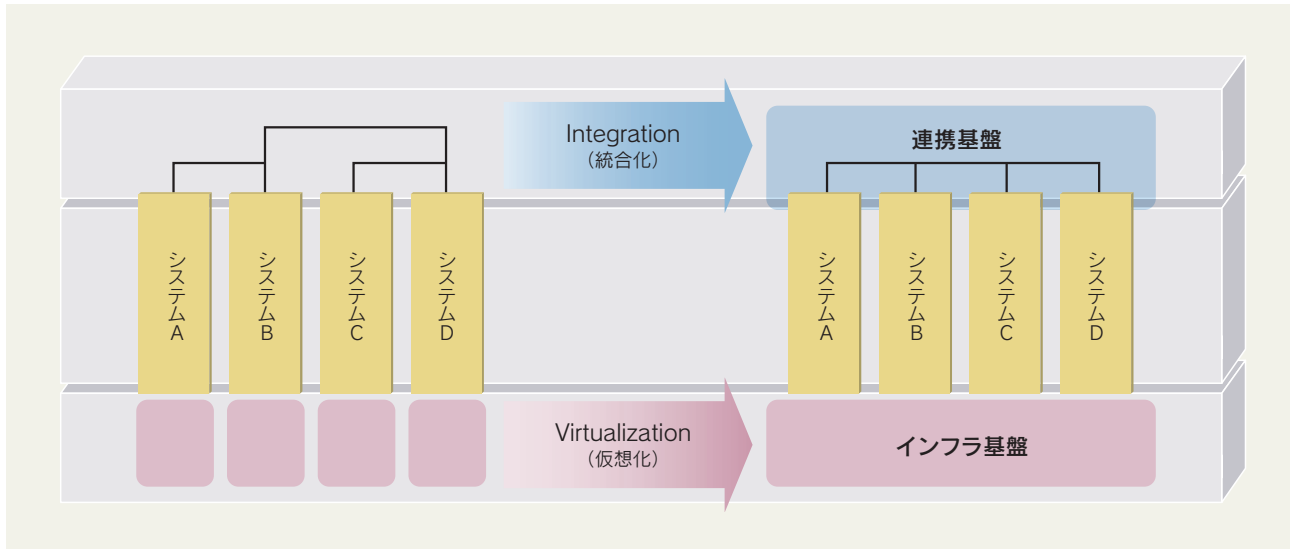 Integration
（統合化）
連携基盤
システムA
システムB
システムC
システムD
システムA
システムB
システムC
システムD
Virtualization
（仮想化）
インフラ基盤